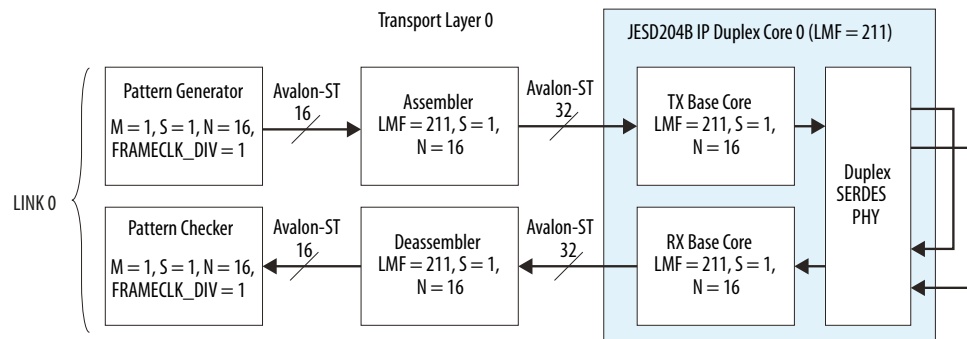 Transport Layer 0
JESD204B IP Duplex Core 0 (LMF = 211)
LINK 0
Pattern Generator
M = 1, S = 1, N = 16,
FRAMECLK_DIV = 1
Avalon-ST
16
Assembler
LMF = 211, S = 1,
N = 16
Avalon-ST
32
TX Base Core
LMF = 211, S = 1,
N = 16
Duplex
SERDES
PHY
Pattern Checker
M = 1, S = 1, N = 16,
FRAMECLK_DIV = 1
Avalon-ST
16
Deassembler
LMF = 211, S = 1,
N = 16
Avalon-ST
32
RX Base Core
LMF = 211, S = 1,
N = 16